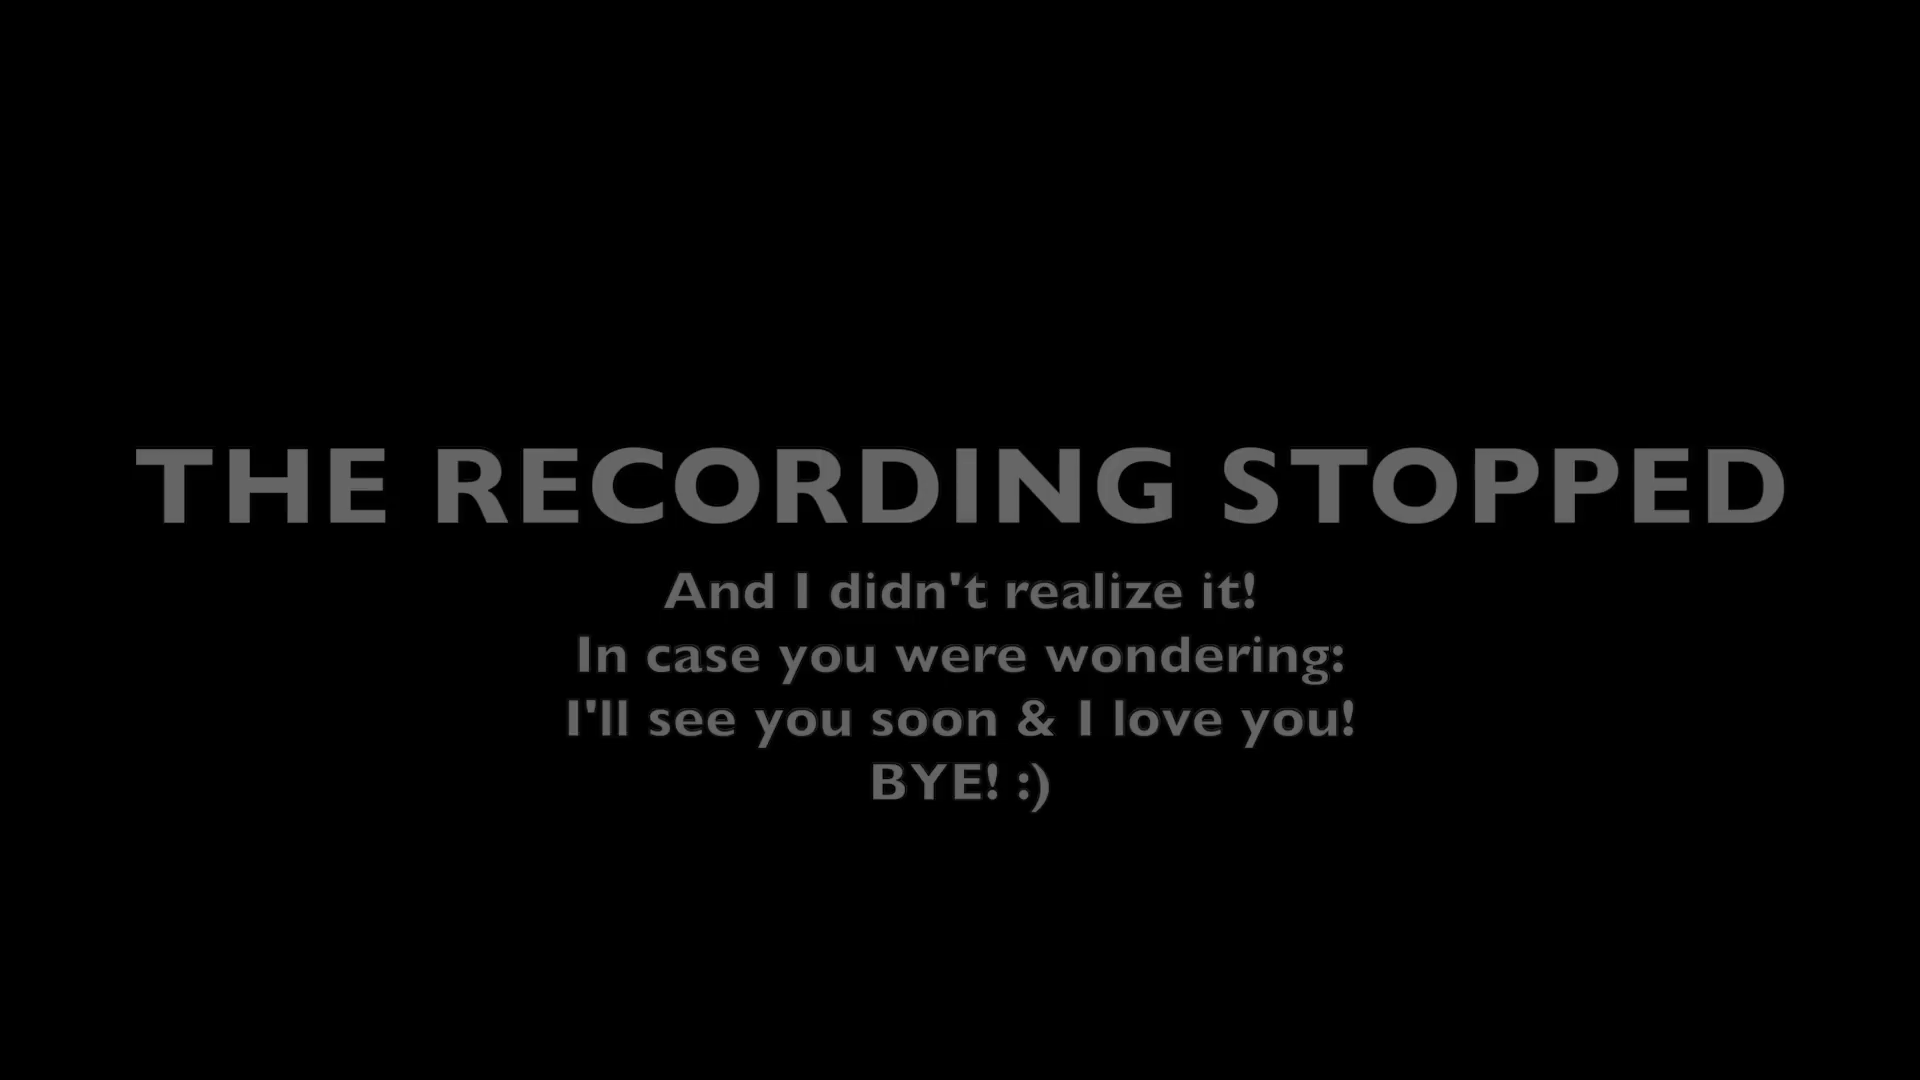 THE RECORDING STOPPED
And I didn't realize it!
In case you were wondering:
I'll see you soon & I love you!
BYE! :)